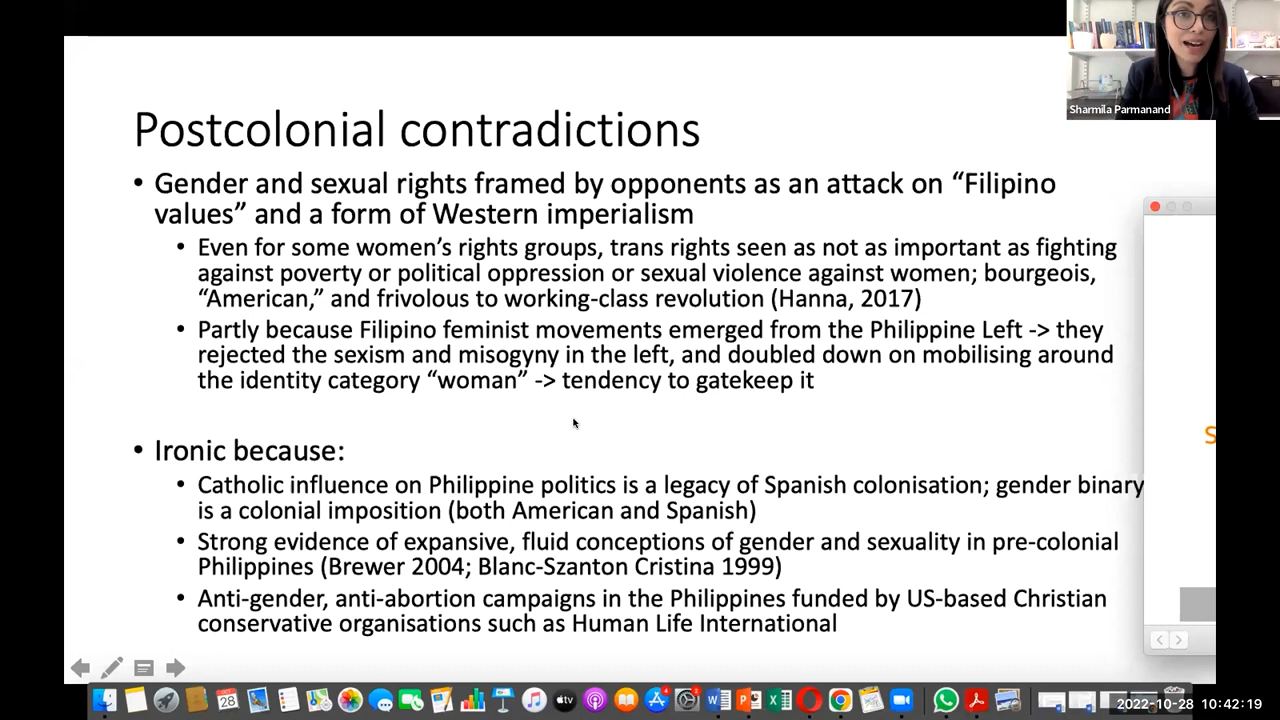 Sharmila Parmanand
Postcolonial contradictions
• Gender and sexual rights framed by opponents as an attack on “Filipino
values” and a form of Western imperialism
• Even for some women’s rights groups, trans rights seen as not as important as fighting
against poverty or political oppression or sexual violence against women; bourgeois,
“American,” and frivolous to working-class revolution (Hanna, 2017)
• Partly because Filipino feminist movements emerged from the Philippine Left -> they
rejected the sexism and misogyny in the left, and doubled down on mobilising around
the identity category “woman” -> tendency to gatekeep it
• Ironic because:
• Catholic influence on Philippine politics is a legacy of Spanish colonisation; gender binary
is a colonial imposition (both American and Spanish)
• Strong evidence of expansive, fluid conceptions of gender and sexuality in pre-colonial
Philippines (Brewer 2004; Blanc-Szanton Cristina 1999)
• Anti-gender, anti-abortion campaigns in the Philippines funded by US-based Christian
conservative organisations such as Human Life International
S
28
tv
2022-10-28 10:42:19